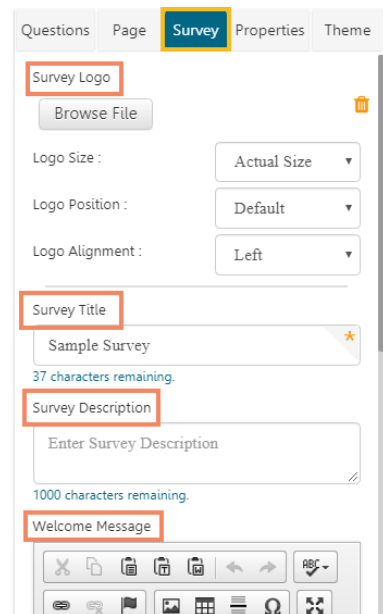 Questions Page Survey Properties Theme
Survey Logo
Browse File
Logo Size : Actual Size
Logo Position : Default
Logo Alignment : Left
Survey Title
Sample Survey *
37 characters remaining.
Survey Description
Enter Survey Description
1000 characters remaining.
Welcome Message
ABC
Ω